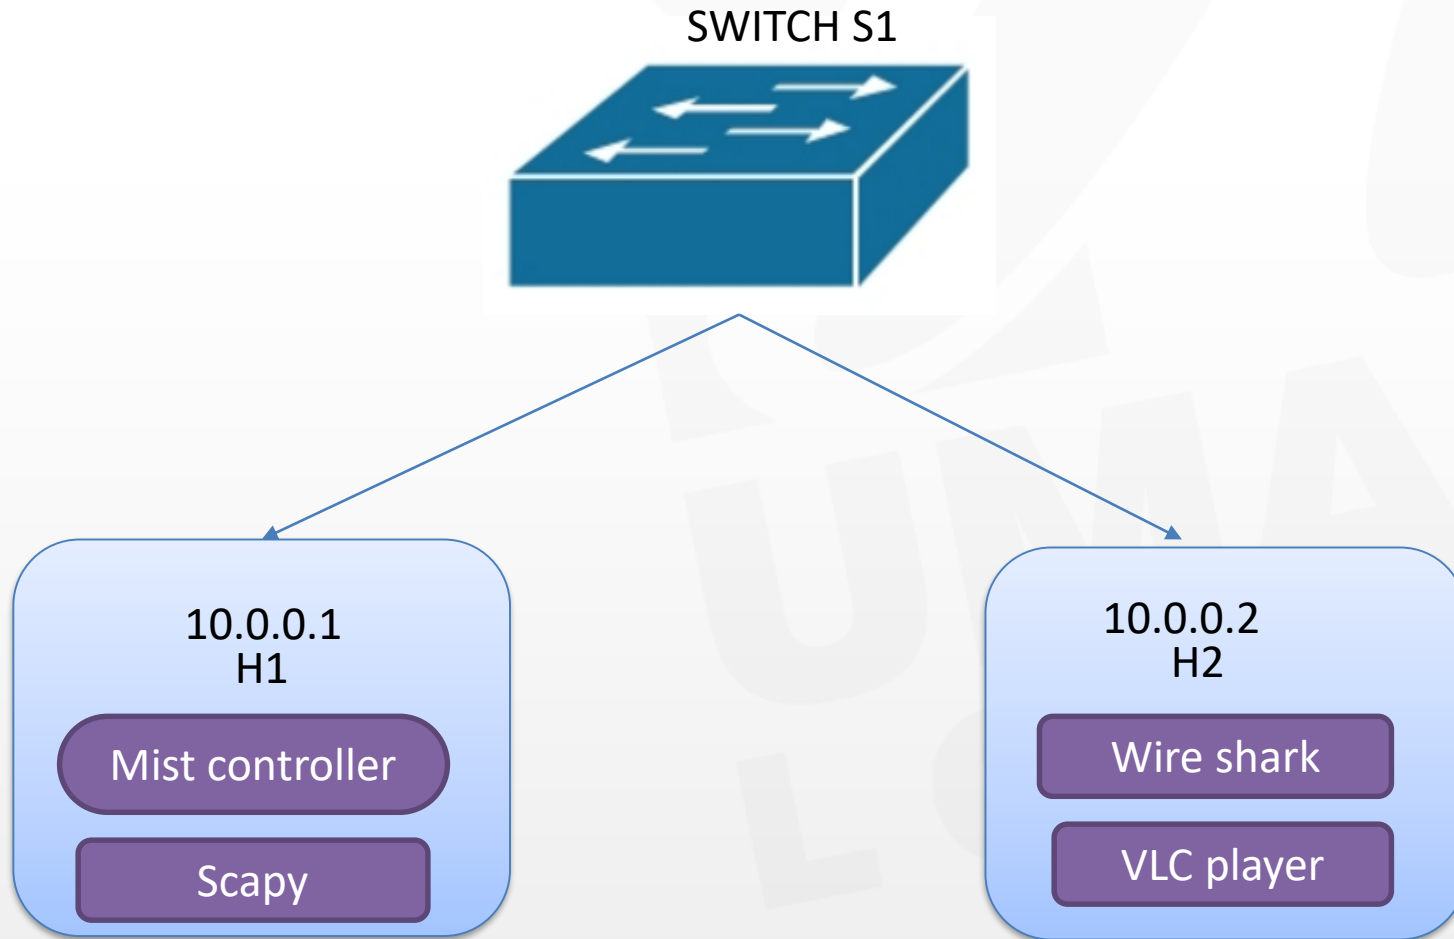 SWITCH S1
10.0.0.1
H1
Mist controller
Scapy
10.0.0.2
H2
Wire shark
VLC player